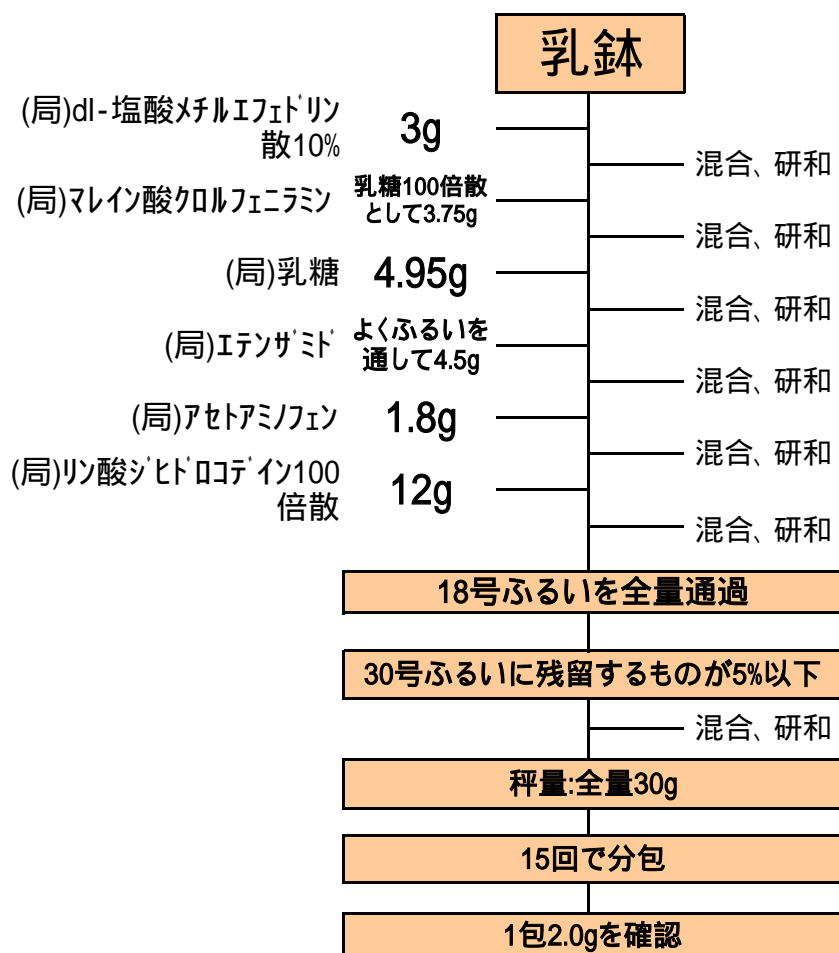 乳鉢
(局)dl-塩酸ﾒﾁﾙｴﾌｪﾄﾞﾘﾝ
散10%
3g
混合、研和
(局)ﾏﾚｲﾝ酸ｸﾛﾙﾌｪﾆﾗﾐﾝ
乳糖100倍散
として3.75g
混合、研和
(局)乳糖
4.95g
混合、研和
(局)ｴﾃﾝｻﾞﾐﾄﾞ
よくふるいを
通して4.5g
混合、研和
(局)ｱｾﾄｱﾐﾉﾌｪﾝ
1.8g
混合、研和
(局)ﾘﾝ酸ｼﾞﾋﾄﾞﾛｺﾃﾞｲﾝ100
倍散
12g
混合、研和
18号ふるいを全量通過
30号ふるいに残留するものが5%以下
混合、研和
秤量:全量30g
15回で分包
1包2.0gを確認